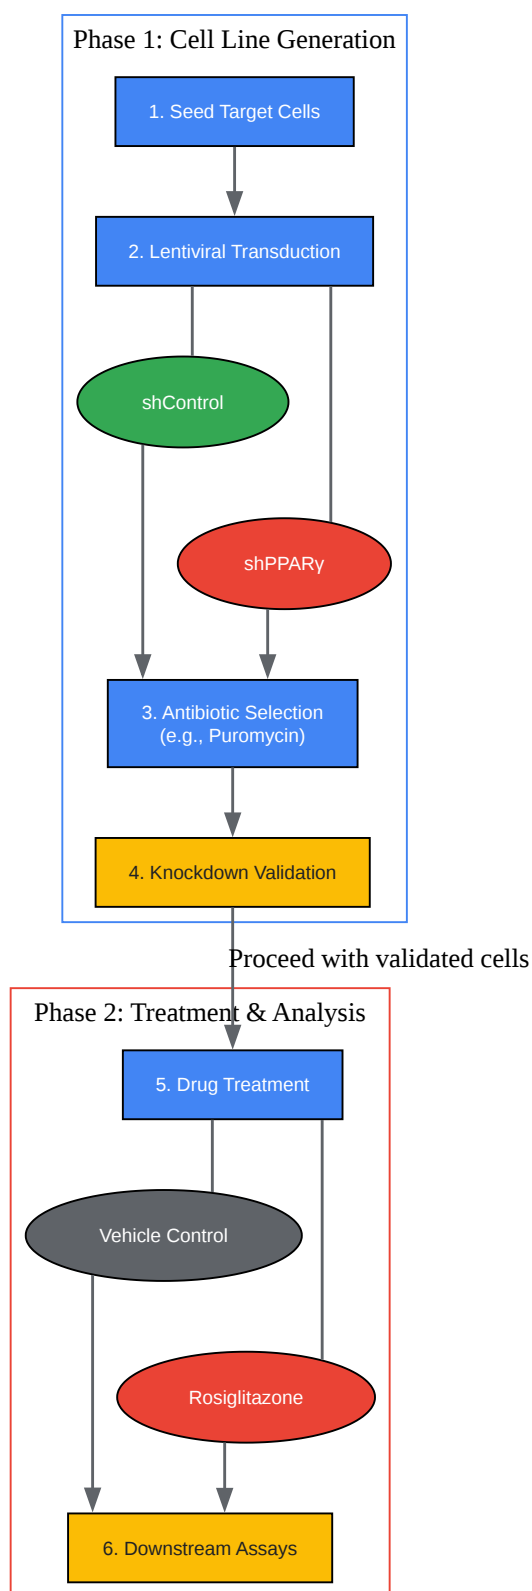 Phase 1: Cell Line Generation
1. Seed Target Cells
2. Lentiviral Transduction
shControl
shPPARγ
3. Antibiotic Selection
(e.g., Puromycin)
4. Knockdown Validation
Proceed with validated cells
Phase 2: Treatment & Analysis
5. Drug Treatment
Vehicle Control
Rosiglitazone
6. Downstream Assays